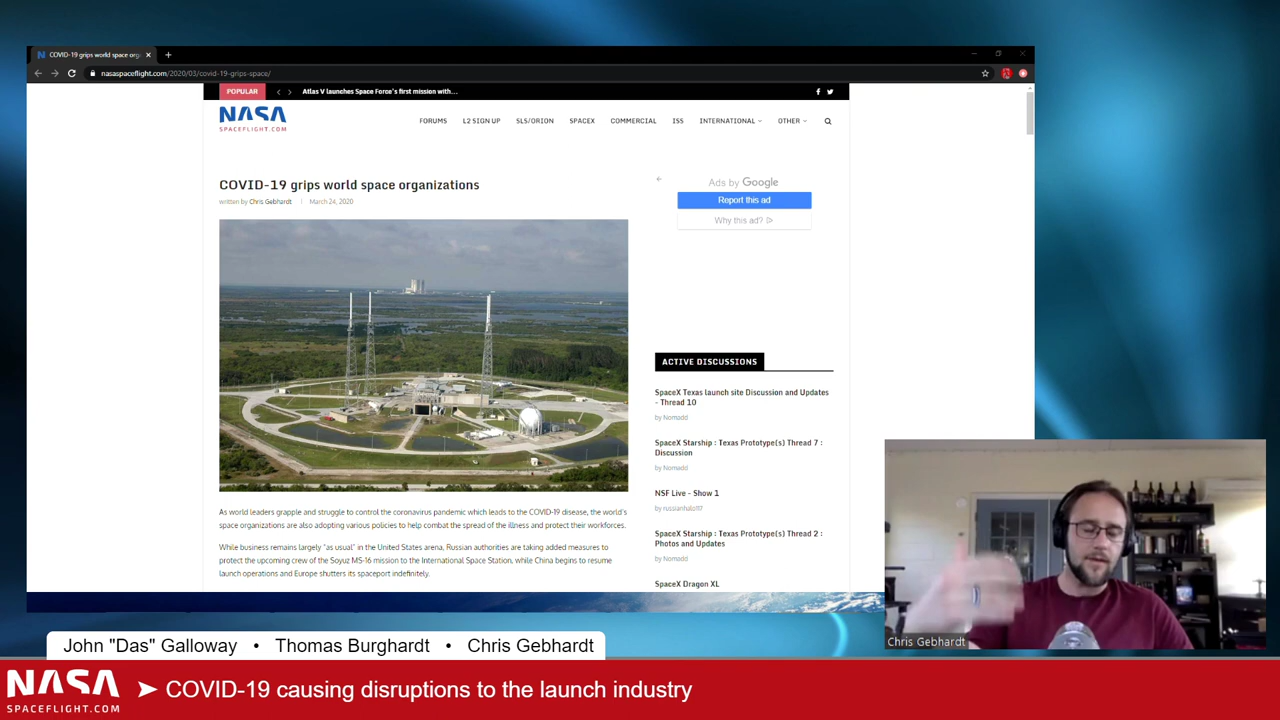 COVID-19 grips world space org
nasaspaceflight.com/2020/03/covid-19-grips-space/
POPULAR
Atlas V launches Space Force's first mission with...
NASA
SPACEFLIGHT.COM
FORUMS L2 SIGN UP SLS/ORION SPACEX COMMERCIAL ISS INTERNATIONAL OTHER
COVID-19 grips world space organizations
written by Chris Gebhardt | March 24, 2020
As world leaders grapple and struggle to control the coronavirus pandemic which leads to the COVID-19 disease, the world's
space organizations are also adopting various policies to help combat the spread of the illness and protect their workforces.
While business remains largely "as usual" in the United States arena, Russian authorities are taking added measures to
protect the upcoming crew of the Soyuz MS-16 mission to the International Space Station, while China begins to resume
launch operations and Europe shutters its spaceport indefinitely.
Ads by Google
Report this ad
Why this ad?
ACTIVE DISCUSSIONS
SpaceX Texas launch site Discussion and Updates
- Thread 10
by Nomadd
SpaceX Starship : Texas Prototype(s) Thread 7 :
Discussion
by Nomadd
NSF Live - Show 1
by russianhalo117
SpaceX Starship : Texas Prototype(s) Thread 2 :
Photos and Updates
by Nomadd
SpaceX Dragon XL
Chris Gebhardt
John "Das" Galloway • Thomas Burghardt • Chris Gebhardt
NASA
SPACEFLIGHT.COM
➤ COVID-19 causing disruptions to the launch industry